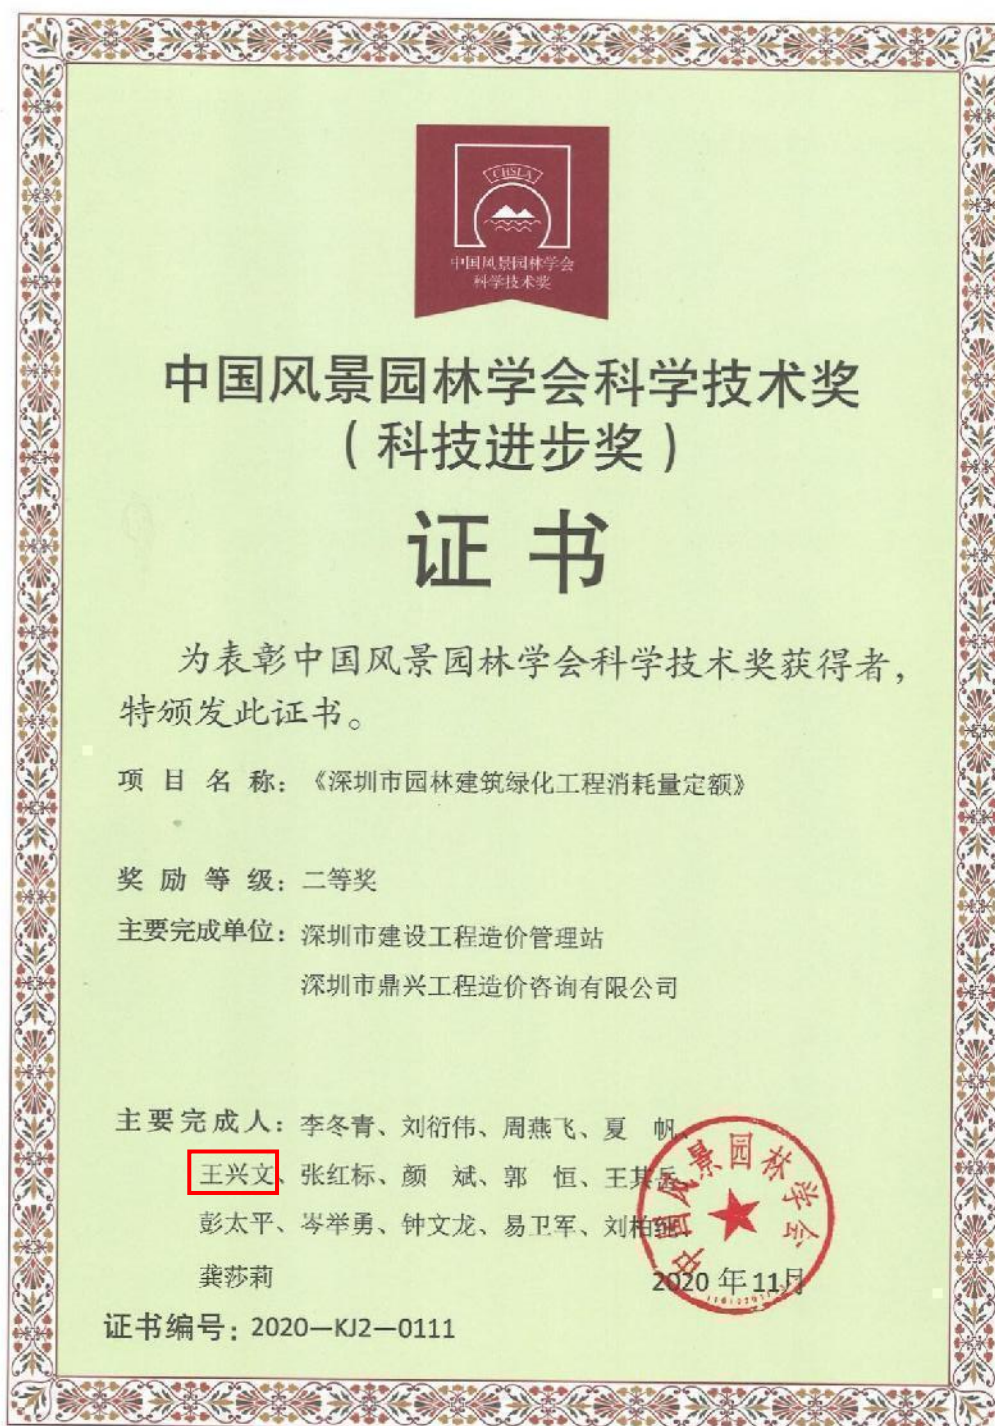 CHSLA
中国风景园林学会
科学技术奖
中国风景园林学会科学技术奖
（科技进步奖）
证书
为表彰中国风景园林学会科学技术奖获得者，
特颁发此证书。
项目名称：《深圳市园林建筑绿化工程消耗量定额》
奖励等级：二等奖
主要完成单位：深圳市建设工程造价管理站
深圳市鼎兴工程造价咨询有限公司
主要完成人：李冬青、刘衍伟、周燕飞、夏 帆、
王兴文、张红标、颜 斌、郭 恒、王其岳、
彭太平、岑举勇、钟文龙、易卫军、刘柏
龚莎莉
中国风景园林学会
2020年11月
证书编号：2020—KJ2—0111